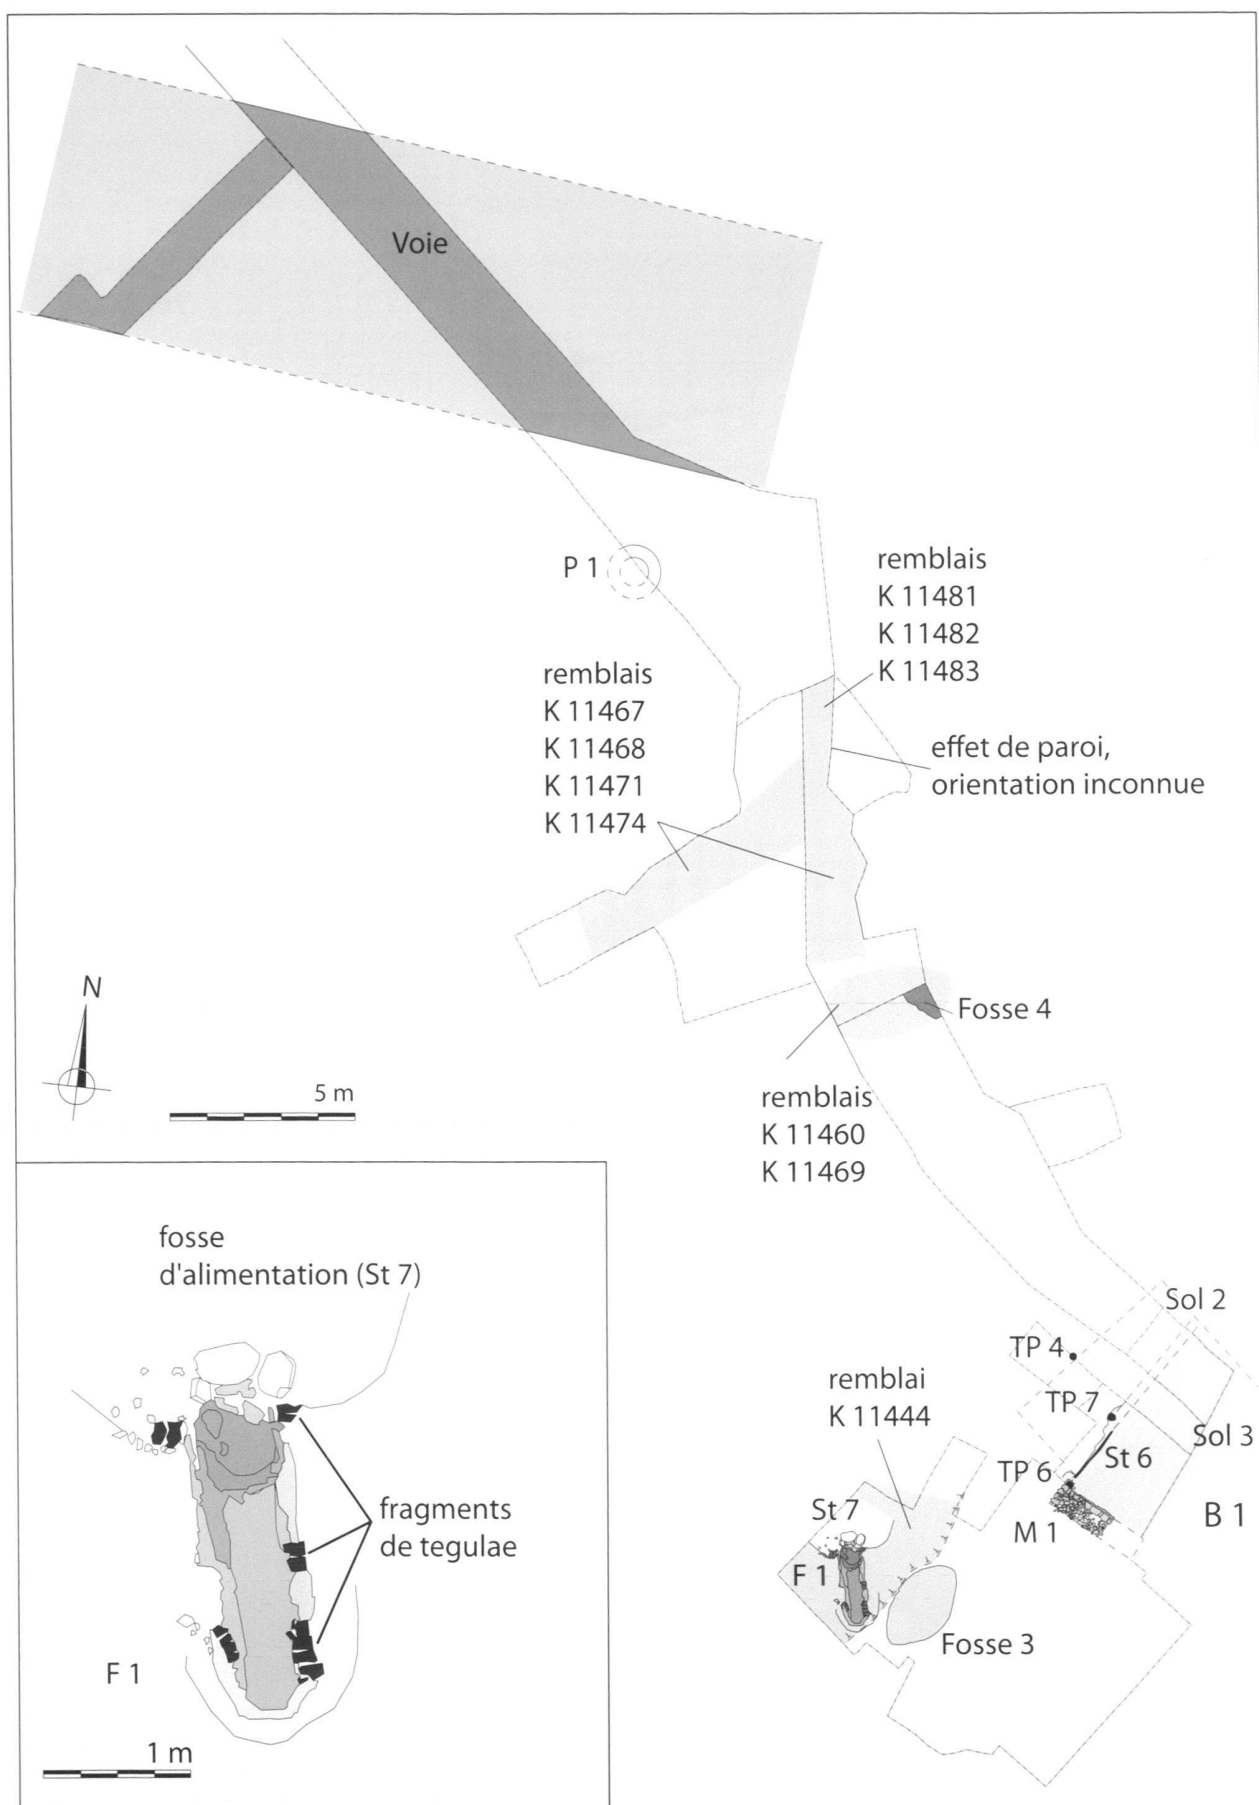 Voie
P 1
remblais
K 11481
K 11482
K 11483
remblais
K 11467
K 11468
K 11471
K 11474
effet de paroi,
orientation inconnue
N
5 m
Fosse 4
remblais
K 11460
K 11469
fosse
d'alimentation (St 7)
fragments
de tegulae
F 1
1 m
Sol 2
TP 4
remblai
K 11444
TP 7
Sol 3
St 6
TP 6
St 7
M 1
B 1
F 1
Fosse 3